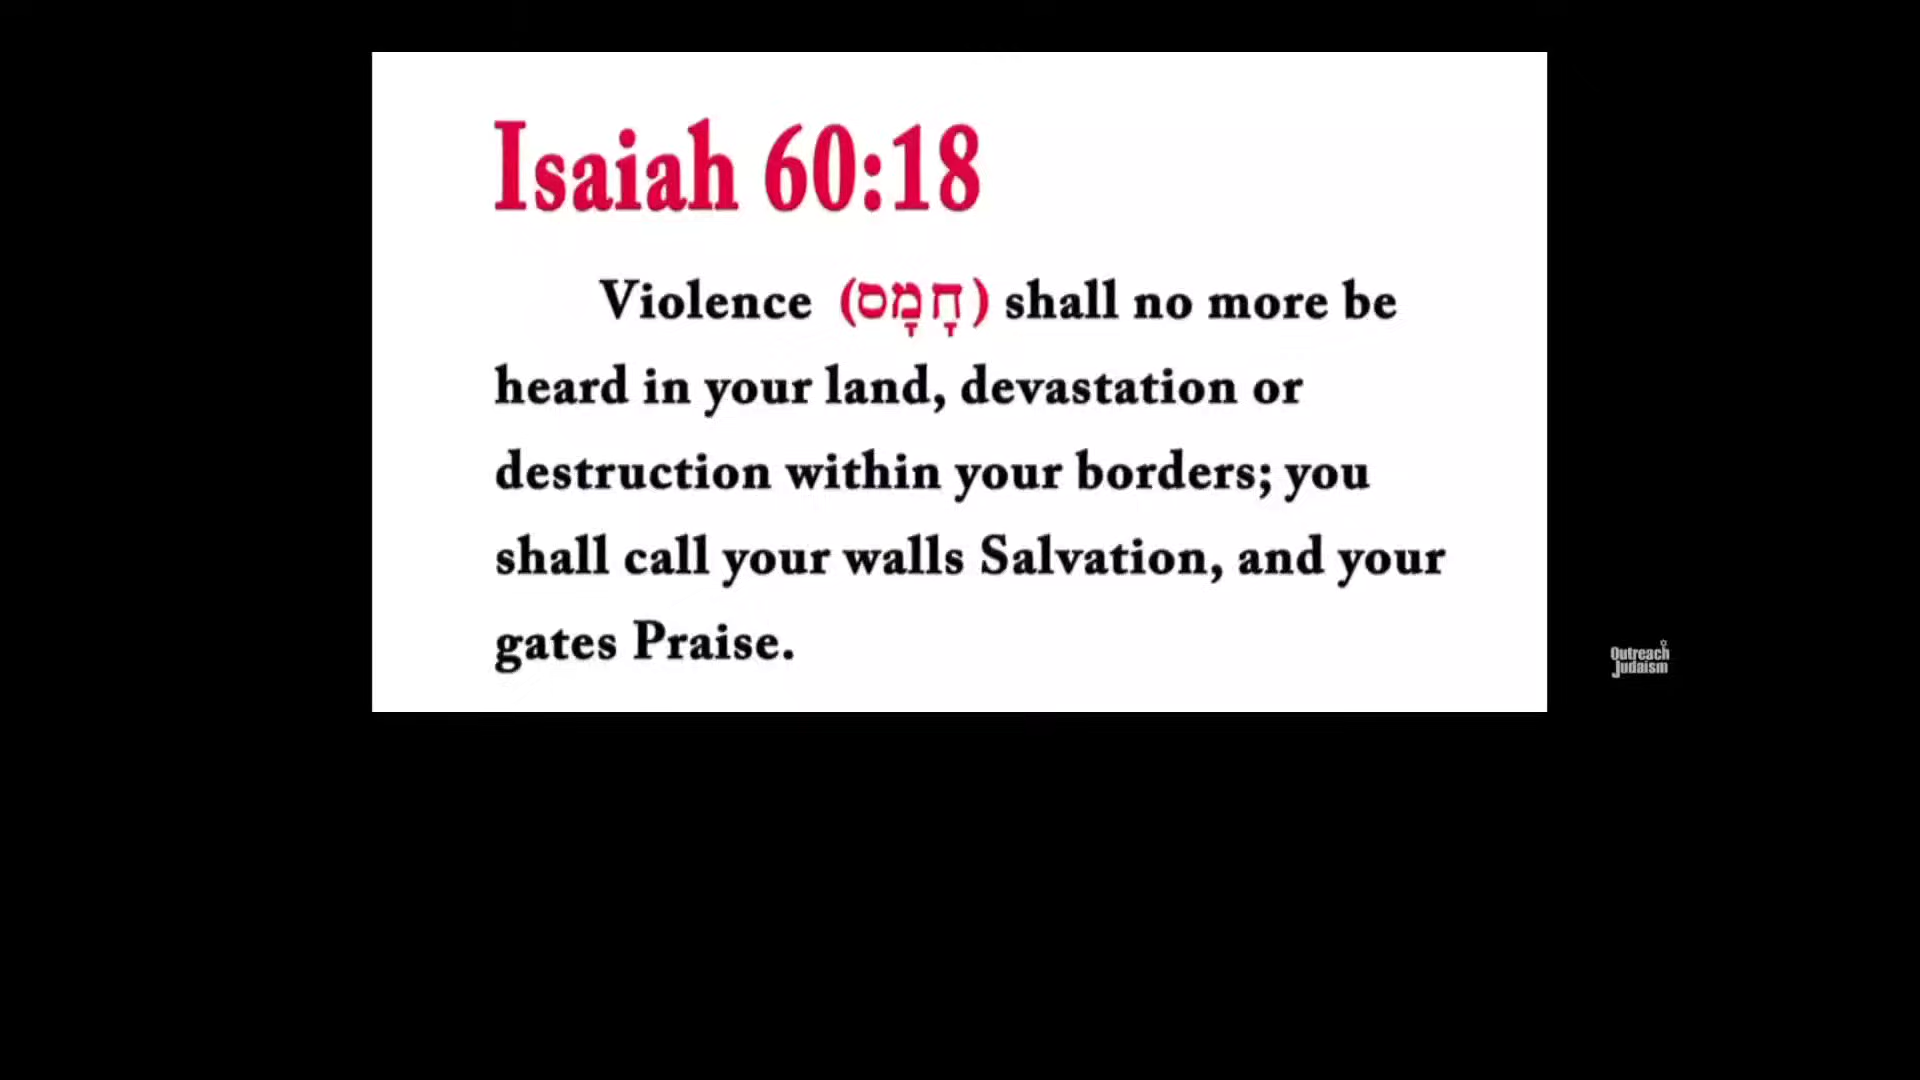 Isaiah 60:18
Violence (חָמָס) shall no more be
heard in your land, devastation or
destruction within your borders; you
shall call your walls Salvation, and your
gates Praise.
Outreach
Judaism